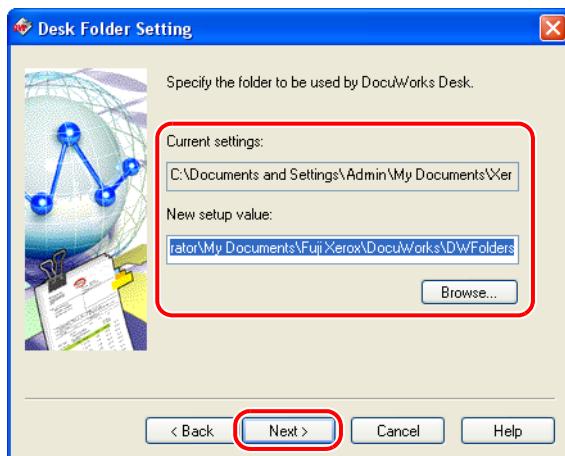 Desk Folder Setting
Specify the folder to be used by DocuWorks Desk.
Current settings:
C:\Documents and Settings\Admin\My Documents\Xer
New setup value:
rator\My Documents\Fuji Xerox\DocuWorks\DWFolders
Browse...
< Back Next > Cancel Help